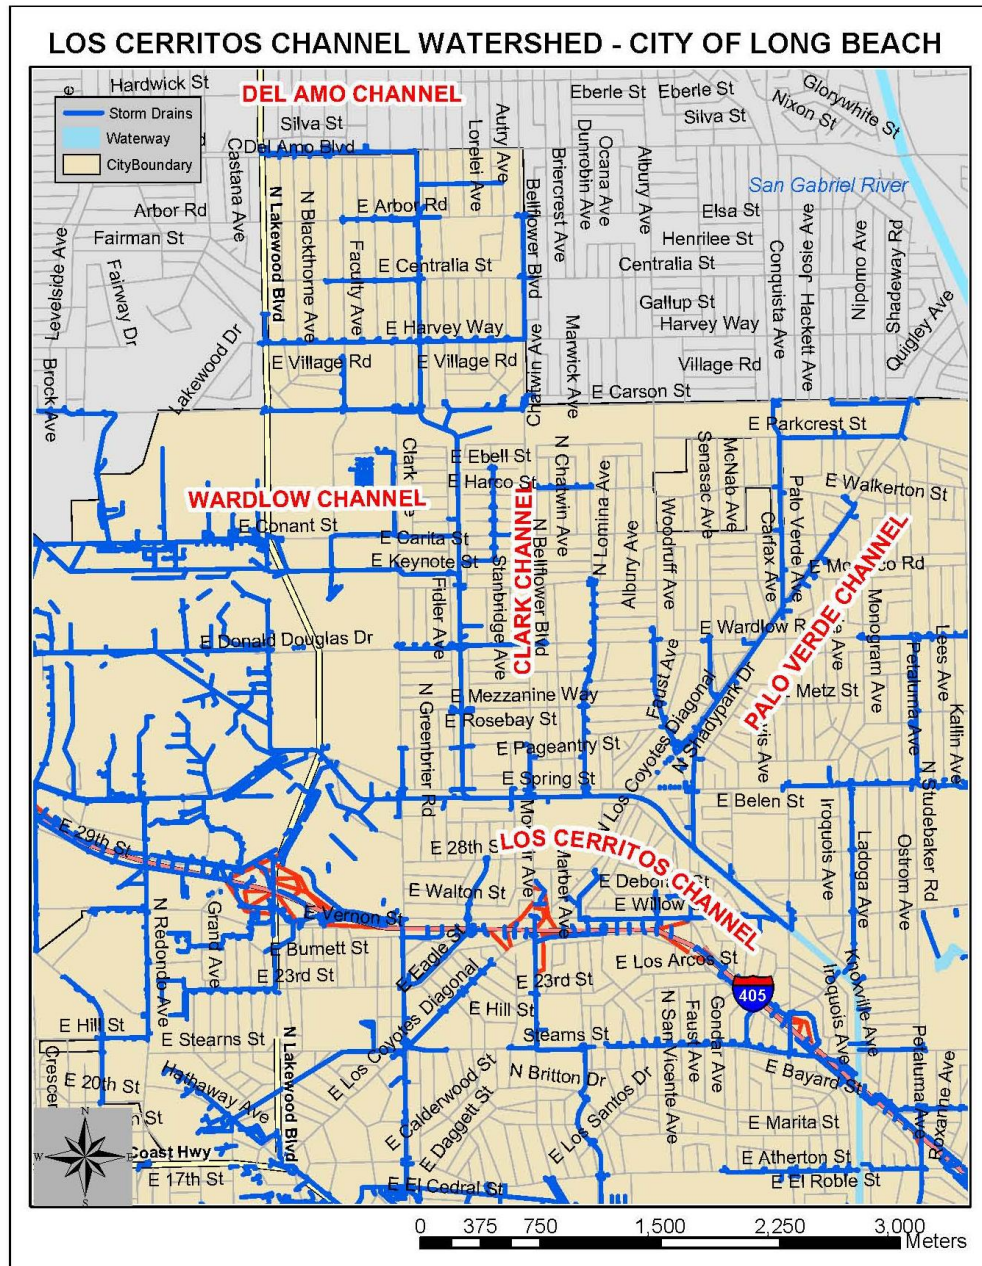 LOS CERRITOS CHANNEL WATERSHED - CITY OF LONG BEACH
Storm Drains
Waterway
CityBoundary
Hardwick St
DEL AMO CHANNEL
Silva St
Del Amo Blvd
Eberle St
Eberle St
Silva St
Nixon St
Glorywhite St
Castana Ave
N Lakewood Blvd
N Blackthorne Ave
Faculty Ave
Lorelei Ave
Autry Ave
Bellflower Blvd
Briercrest Ave
Dunrobin Ave
Ocana Ave
Albury Ave
San Gabriel River
Arbor Rd
Fairman St
E Arbor Rd
Elsa St
Henrilee St
Centralia St
E Centralia St
Gallup St
Harvey Way
E Harvey Way
Conquista Ave
Josie Ave
Hackett Ave
Nipomo Ave
Shadeway Rd
Quigley Ave
Levelside Ave
Brock Ave
Fairway Dr
Lakewood Dr
E Village Rd
E Village Rd
Village Rd
Chatwin Ave
Marwick Ave
E Carson St
E Parkcrest St
E Ebell St
E Harco St
N Chatwin Ave
WARDLOW CHANNEL
E Conant St
E Carita St
E Keynote St
CLARK CHANNEL
Stanbridge Ave
N Bellflower Blvd
Fidler Ave
Woodruff Ave
Senasac Ave
McNab Ave
Carfax Ave
Palo Verde Ave
E Walkerton St
PALO VERDE CHANNEL
Monogram Ave
Petaluma Ave
Lees Ave
Kallin Ave
E Donald Douglas Dr
E Mezzanine Way
E Rosebay St
E Pageantry St
E Spring St
N Greenbrier Rd
Faust Ave
N Los Coyotes Diagonal
N Shadypark Dr
E Metz St
E Belen St
N Studebaker Rd
Iroquois Ave
Ladoga Ave
Ostrom Ave
E 29th St
LOS CERRITOS CHANNEL
E Walton St
E Vernon St
E Burnett St
E 23rd St
E Eagle St
Marber Ave
E Los Arcos St
405
N Redondo Ave
Grand Ave
E Los Coyotes Diagonal
E 23rd St
E Hill St
Stearns St
N San Vicente Ave
Faust Ave
Gondar Ave
Iroquois Ave
Knoxville Ave
E Hill St
E Stearns St
E 20th St
Hathaway Ave
N Lakewood Blvd
E Calderwood St
E Daggett St
N Britton Dr
E Los Santos Dr
E Bayard St
E Marita St
E Atherton St
E El Roble St
Petaluma Ave
Roxanne Ave
Coast Hwy
E 17th St
E El Cedral St
N
W
E
S
0 375 750 1,500 2,250 3,000
Meters